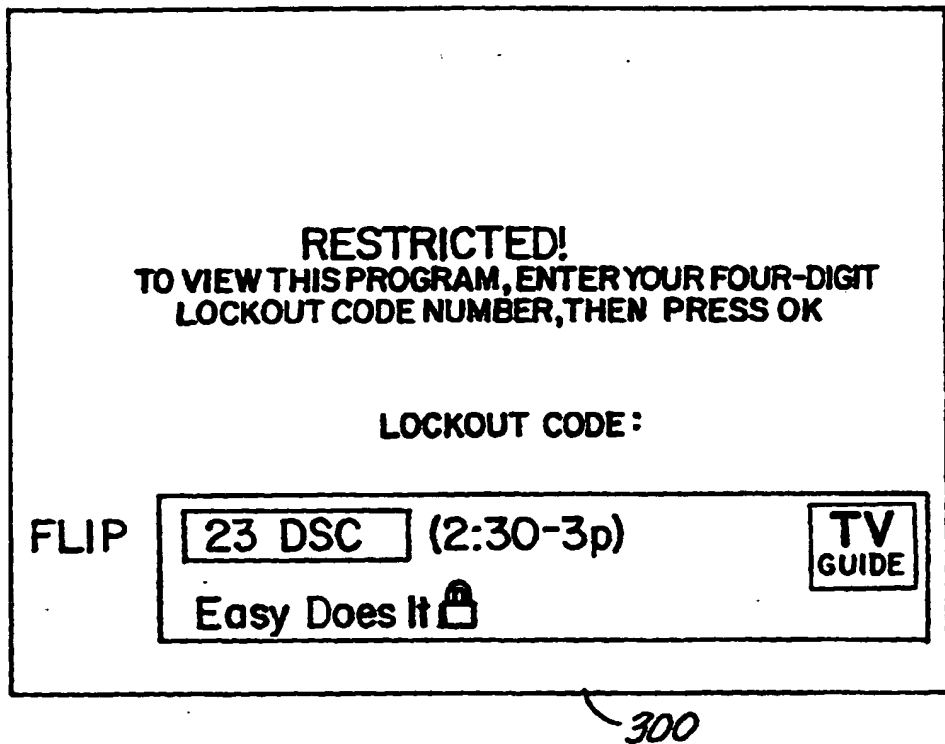 RESTRICTED!
TO VIEW THIS PROGRAM, ENTER YOUR FOUR-DIGIT
LOCKOUT CODE NUMBER, THEN PRESS OK
LOCKOUT CODE:
FLIP
23 DSC (2:30-3p)
TV
GUIDE
Easy Does It
300